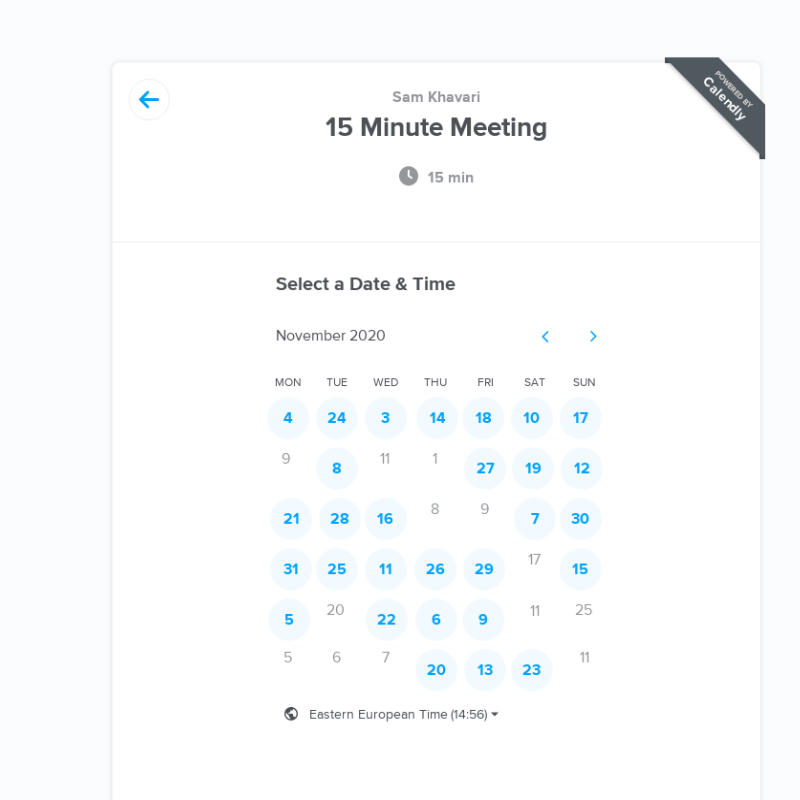 POWERED BY
Calendly
Sam Khavari
15 Minute Meeting
15 min
Select a Date & Time
November 2020
MON TUE WED THU FRI SAT SUN
4 24 3 14 18 10 17
9 8 11 1 27 19 12
21 28 16 8 9 7 30
31 25 11 26 29 17 15
5 20 22 6 9 11 25
5 6 7 20 13 23 11
Eastern European Time (14:56)